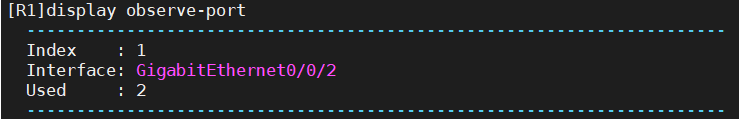 [R1]display observe-port
----------------------------------------------------------------------
Index    : 1
Interface: GigabitEthernet0/0/2
Used     : 2
----------------------------------------------------------------------